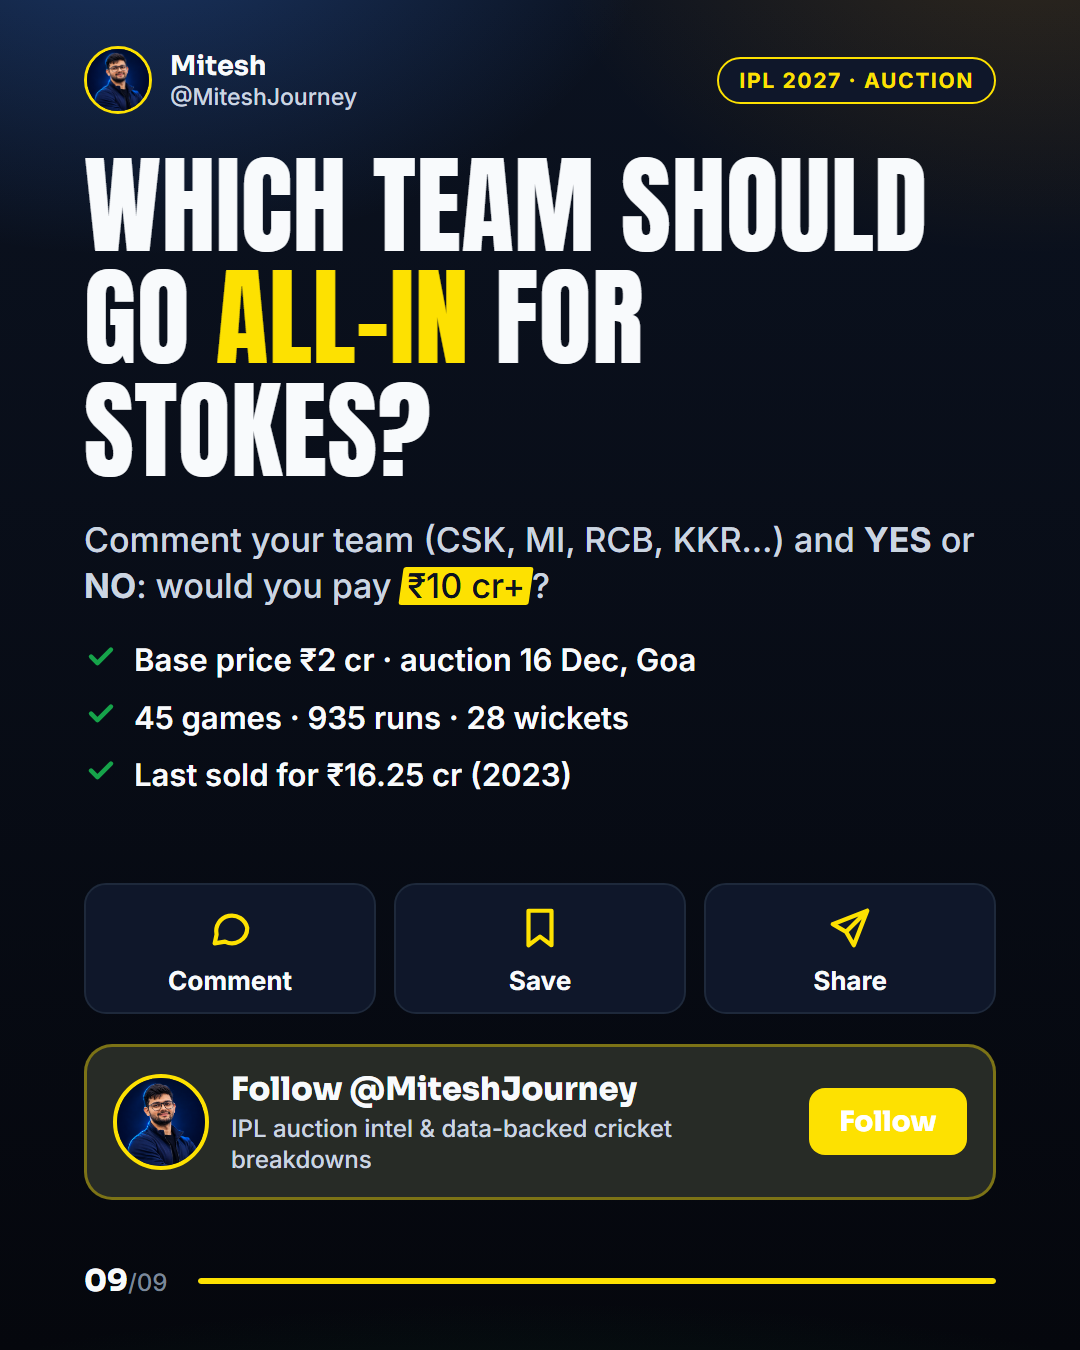 Mitesh
@MiteshJourney
IPL 2027 · AUCTION
WHICH TEAM SHOULD
GO ALL-IN FOR
STOKES?
Comment your team (CSK, MI, RCB, KKR...) and YES or
NO: would you pay ₹10 cr+?
Base price ₹2 cr · auction 16 Dec, Goa
45 games · 935 runs · 28 wickets
Last sold for ₹16.25 cr (2023)
Comment
Save
Share
Follow @MiteshJourney
IPL auction intel & data-backed cricket
breakdowns
Follow
09/09